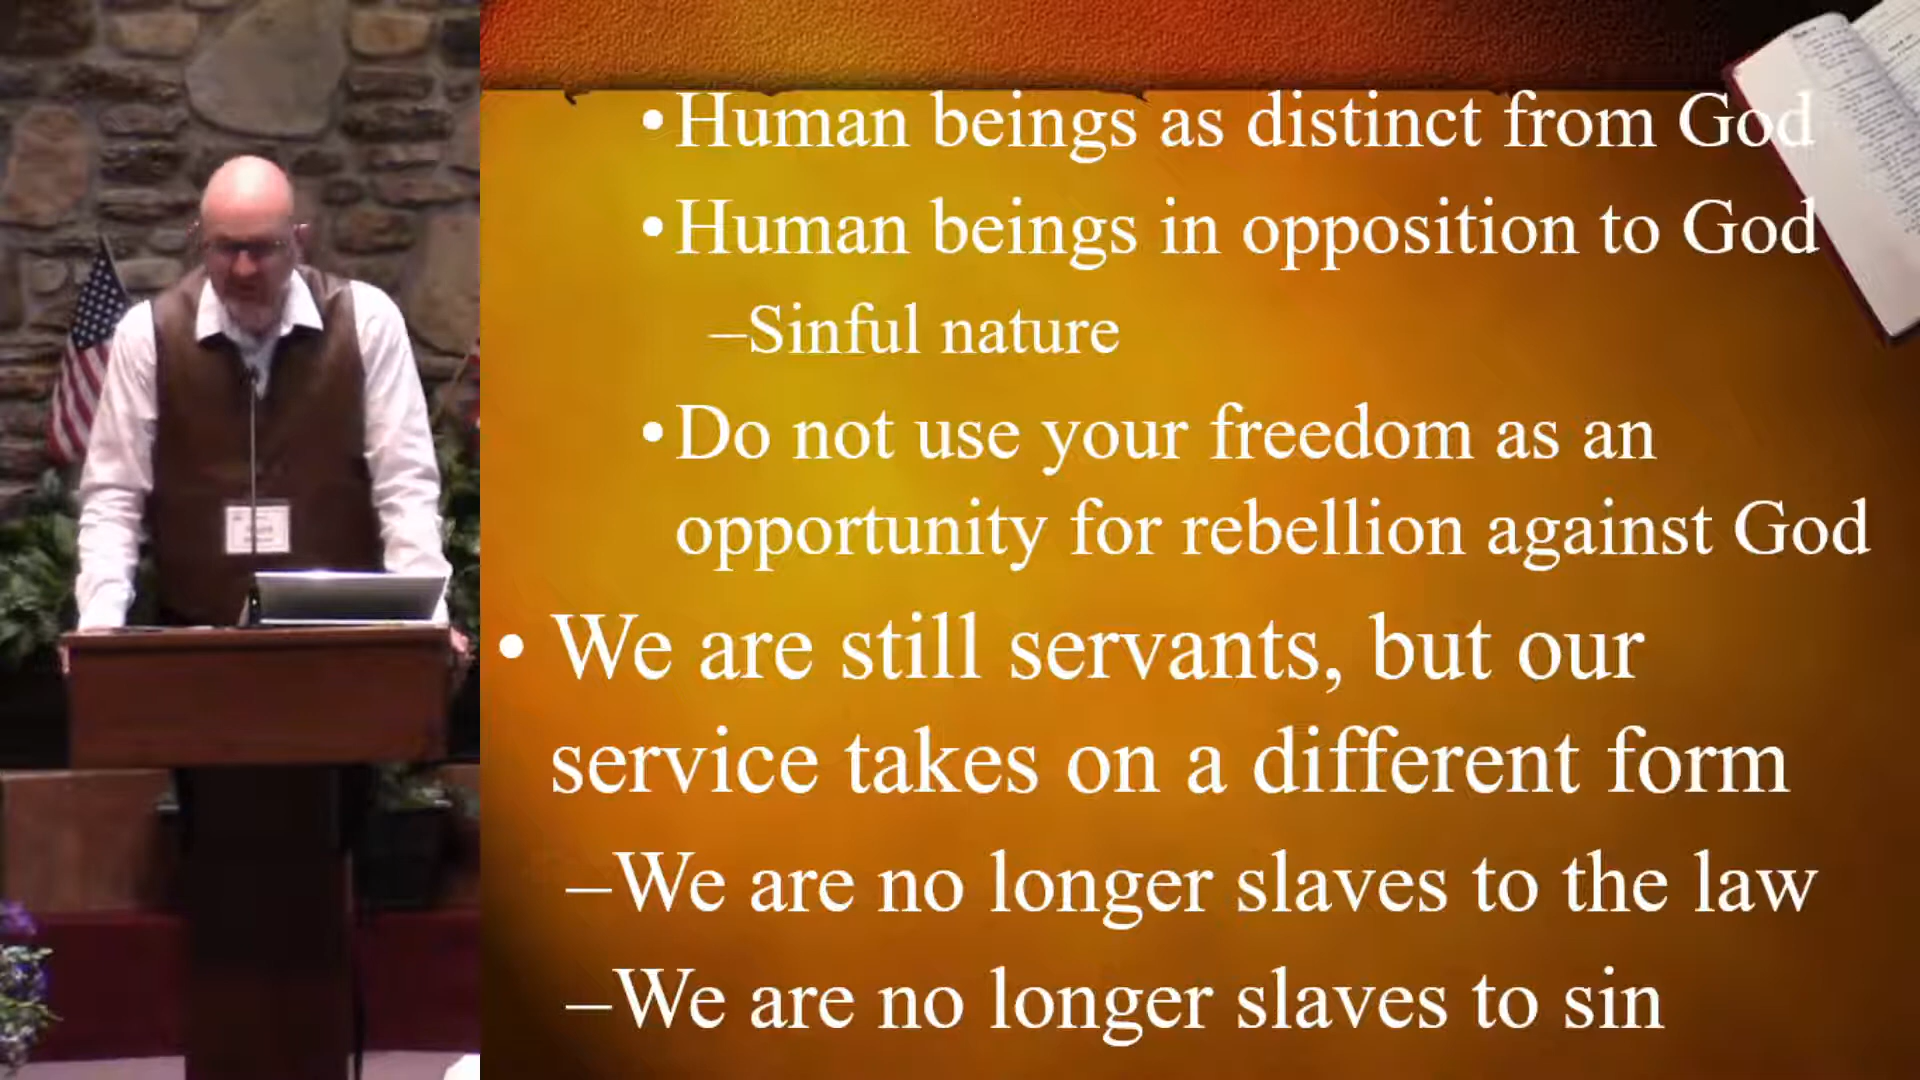 •Human beings as distinct from God
•Human beings in opposition to God
–Sinful nature
•Do not use your freedom as an
opportunity for rebellion against God
• We are still servants, but our
service takes on a different form
–We are no longer slaves to the law
–We are no longer slaves to sin